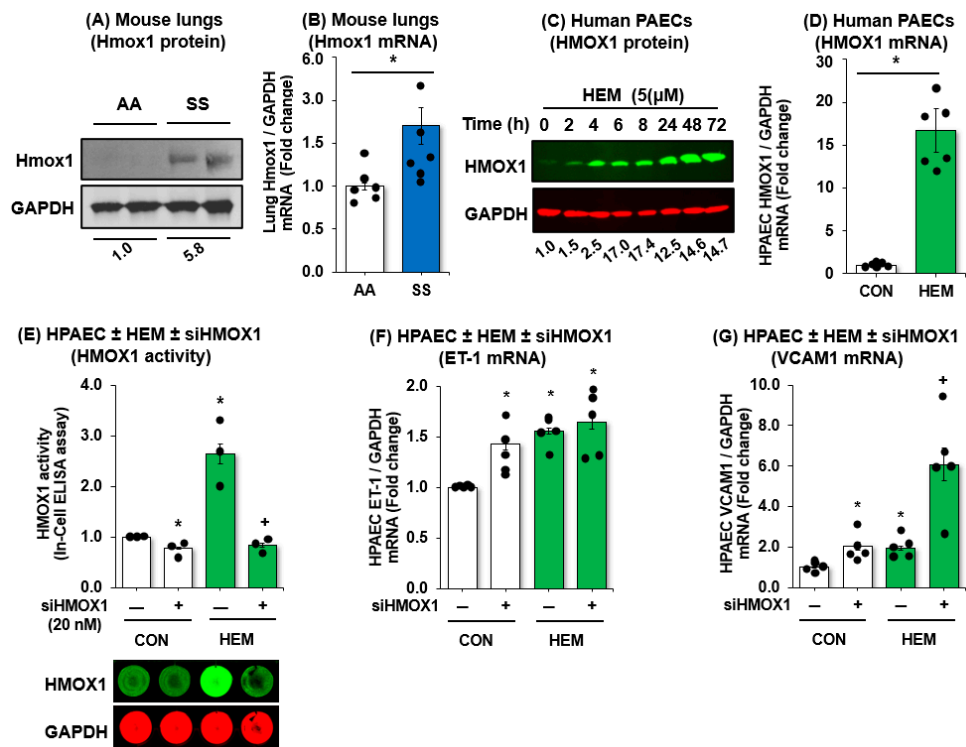 (A) Mouse lungs
(Hmox1 protein)
AA SS
Hmox1
GAPDH
1.0 5.8
(B) Mouse lungs
(Hmox1 mRNA)
Lung Hmox1 / GAPDH
mRNA (Fold change)
6.0
3.0
1.5
1.0
0.5
0.0
*
AA SS
(C) Human PAECs
(HMOX1 protein)
HEM (5(μM)
Time (h) 0 2 4 6 8 24 48 72
HMOX1
GAPDH
1.0 1.5 2.5 17.0 17.4 12.5 14.6 14.7
(D) Human PAECs
(HMOX1 mRNA)
HPAEC HMOX1 / GAPDH
mRNA (Fold change)
30
20
15
10
5
0
*
CON HEM
(E) HPAEC ± HEM ± siHMOX1
(HMOX1 activity)
HMOX1 activity
(In-Cell ELISA assay)
4.0
3.0
2.0
1.0
0.0
* * +
siHMOX1 – + – +
(20 nM)
CON HEM
HMOX1
GAPDH
(F) HPAEC ± HEM ± siHMOX1
(ET-1 mRNA)
HPAEC ET-1 / GAPDH
mRNA (Fold change)
2.0
1.5
1.0
0.5
0.0
* * *
siHMOX1 – + – +
CON HEM
(G) HPAEC ± HEM ± siHMOX1
(VCAM1 mRNA)
HPAEC VCAM1 / GAPDH
mRNA (Fold change)
10.0
8.0
6.0
4.0
2.0
0.0
* * +
siHMOX1 – + – +
CON HEM